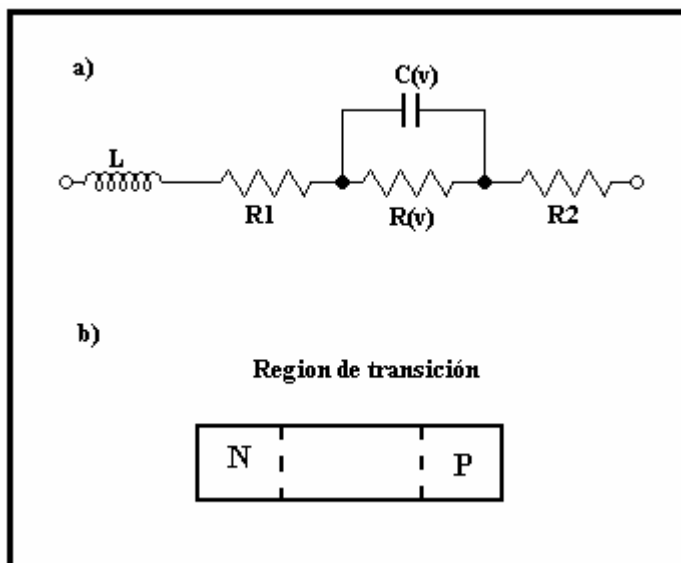 a)
C(v)
L
R1
R(v)
R2
b)
Region de transición
N
P